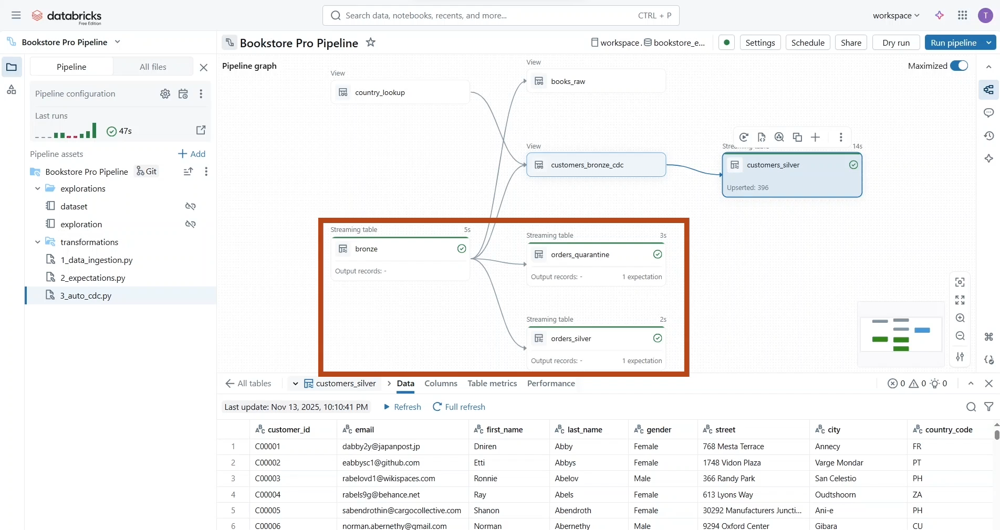 databricks
Free Edition
Search data, notebooks, recents, and more...
CTRL + P
workspace
T
Bookstore Pro Pipeline
Bookstore Pro Pipeline
workspace.
bookstore_e...
Settings
Schedule
Share
Dry run
Run pipeline
Pipeline
All files
Pipeline configuration
Last runs
47s
Pipeline assets
Add
Bookstore Pro Pipeline
Git
explorations
dataset
exploration
transformations
1_data_ingestion.py
2_expectations.py
3_auto_cdc.py
Pipeline graph
Maximized
View
country_lookup
View
books_raw
View
customers_bronze_cdc
Streaming table
14s
customers_silver
Upserted: 396
Streaming table
5s
bronze
Output records: -
Streaming table
3s
orders_quarantine
Output records: -
1 expectation
Streaming table
2s
orders_silver
Output records: -
1 expectation
All tables
customers_silver
Data
Columns
Table metrics
Performance
0
0
0
Last update: Nov 13, 2025, 10:10:41 PM
Refresh
Full refresh
customer_id email first_name last_name gender street city country_code
1 C00001 dabby2y@japanpost.jp Dniren Abby Female 768 Mesta Terrace Annecy FR
2 C00002 eabbysc1@github.com Etti Abbys Female 1748 Vidon Plaza Varge Mondar PT
3 C00003 rabelovd1@wikispaces.com Ronnie Abelov Male 366 Randy Park San Celestio PH
4 C00004 rabels9g@behance.net Ray Abels Female 613 Lyons Way Oudtshoorn ZA
5 C00005 sabendrothin@cargocollective.com Shanon Abendroth Female 30292 Manufacturers Juncti... Ani-e PH
6 C00006 norman.abernethy@gmail.com Norman Abernethy Male 9294 Oxford Center Gibara CU